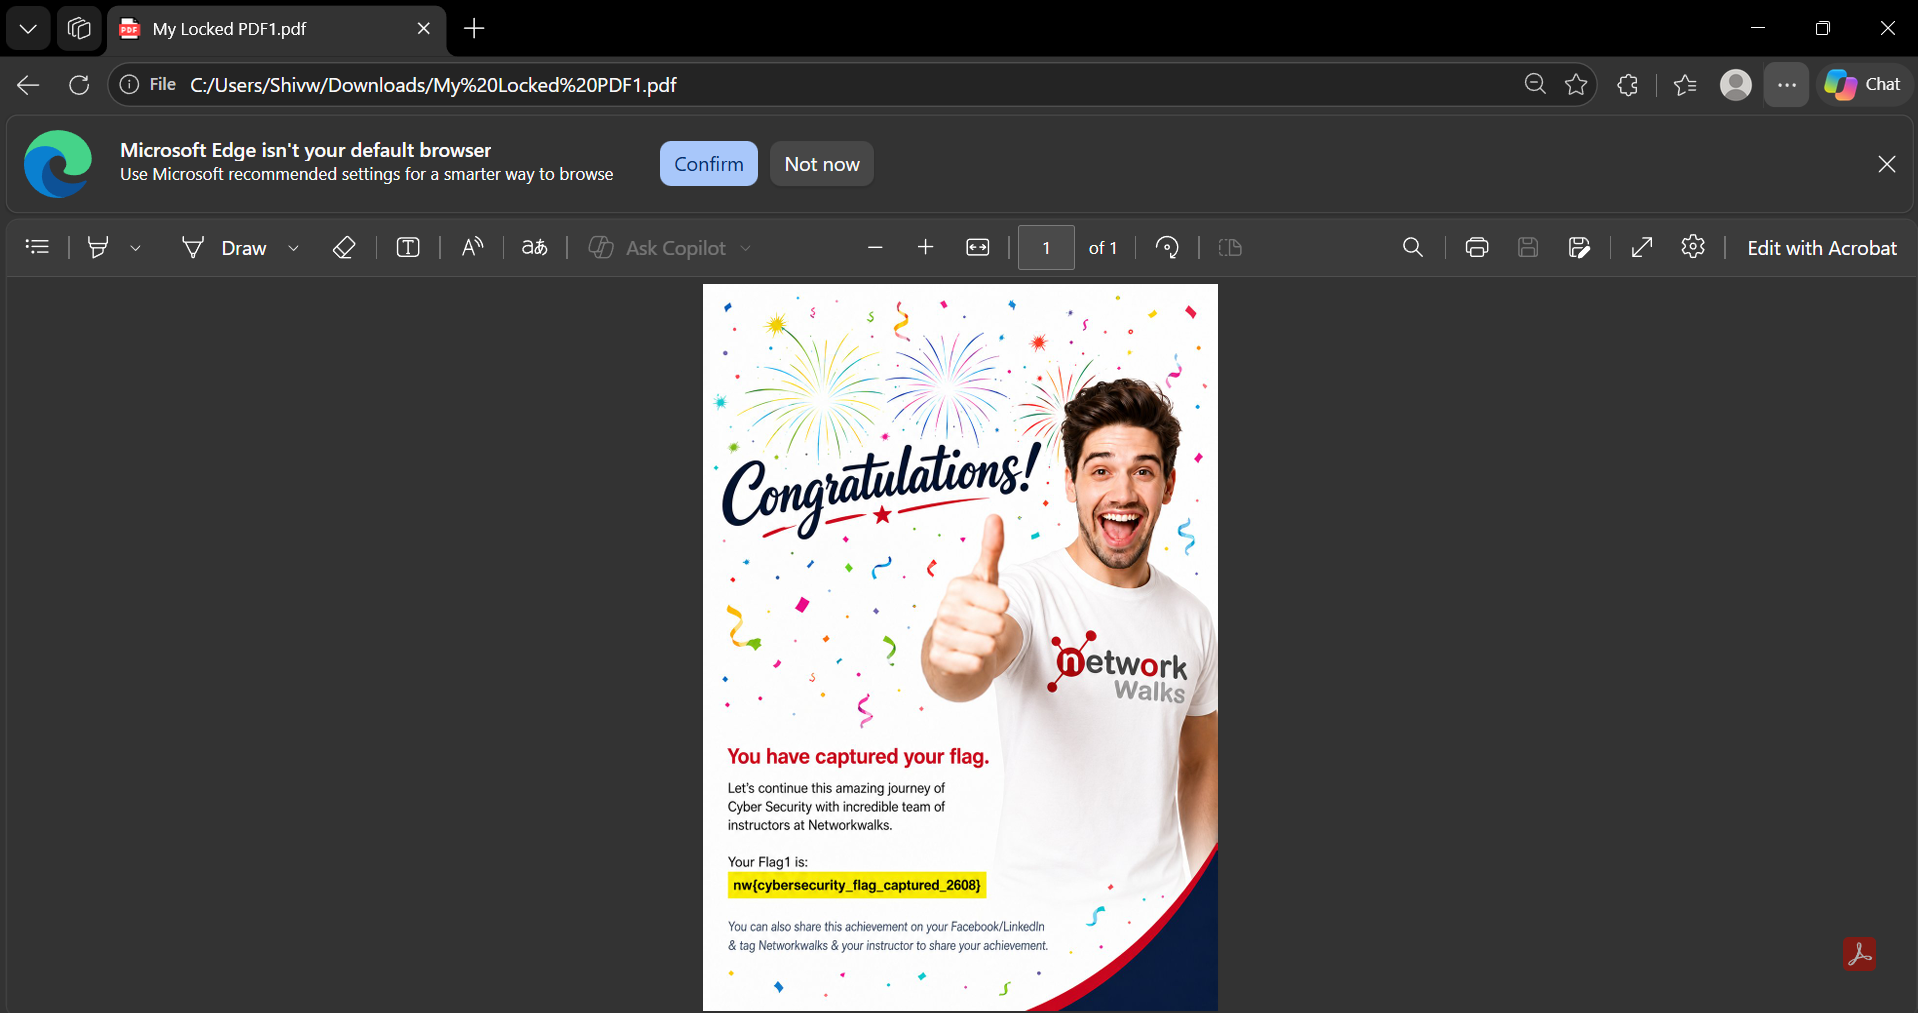 My Locked PDF1.pdf
File C:/Users/Shivw/Downloads/My%20Locked%20PDF1.pdf
Chat
Microsoft Edge isn't your default browser
Use Microsoft recommended settings for a smarter way to browse
Confirm
Not now
Draw
Ask Copilot
1 of 1
Edit with Acrobat
Congratulations!
network
Walks
You have captured your flag.
Let's continue this amazing journey of
Cyber Security with incredible team of
instructors at Networkwalks.
Your Flag1 is:
nw{cybersecurity_flag_captured_2608}
You can also share this achievement on your Facebook/LinkedIn
& tag Networkwalks & your instructor to share your achievement.